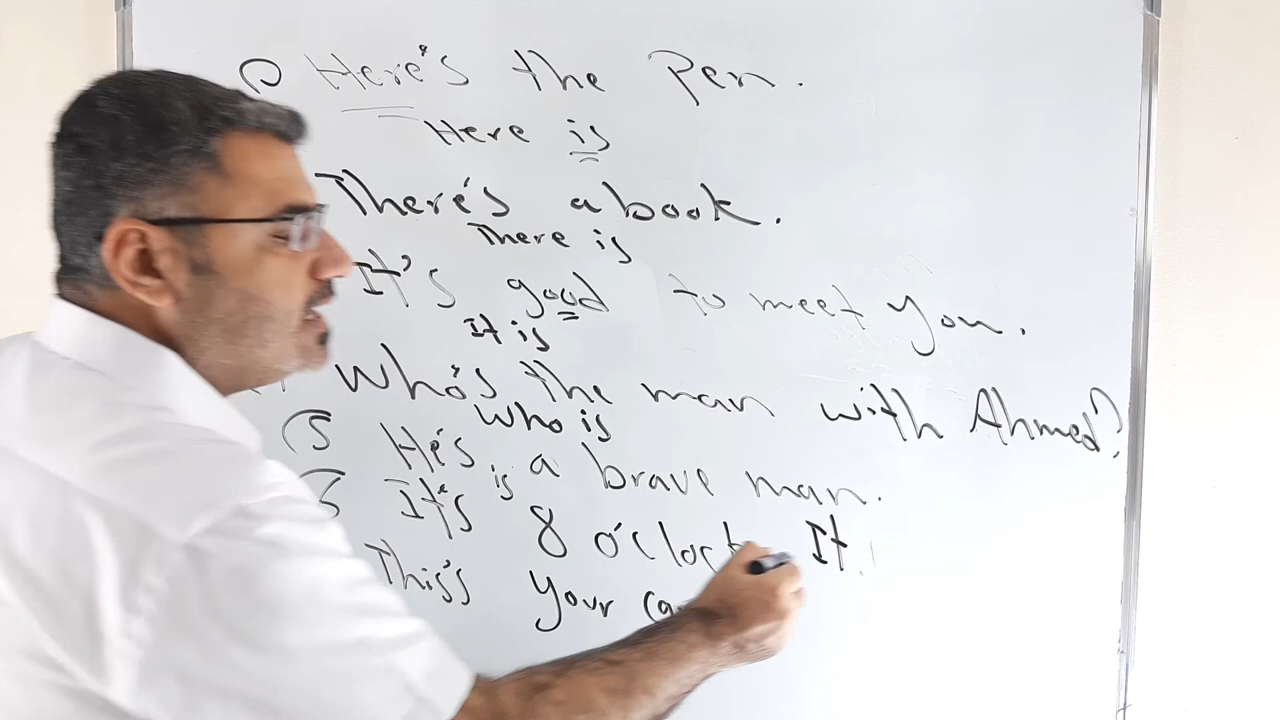 Here's the Pen.
Here is
There's a book.
There is
It's good to meet you.
It is
Who's the man with Ahmed?
Who is
5 He's a brave man.
is
It's 8 o'clock It
This's your